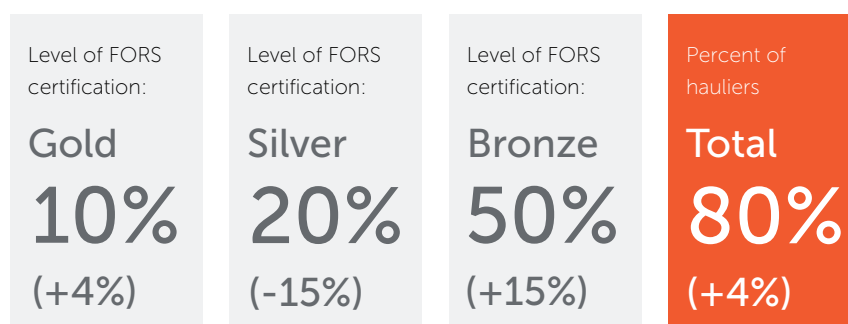 Level of FORS
certification:
Gold
10%
(+4%)
Level of FORS
certification:
Silver
20%
(-15%)
Level of FORS
certification:
Bronze
50%
(+15%)
Percent of
hauliers
Total
80%
(+4%)